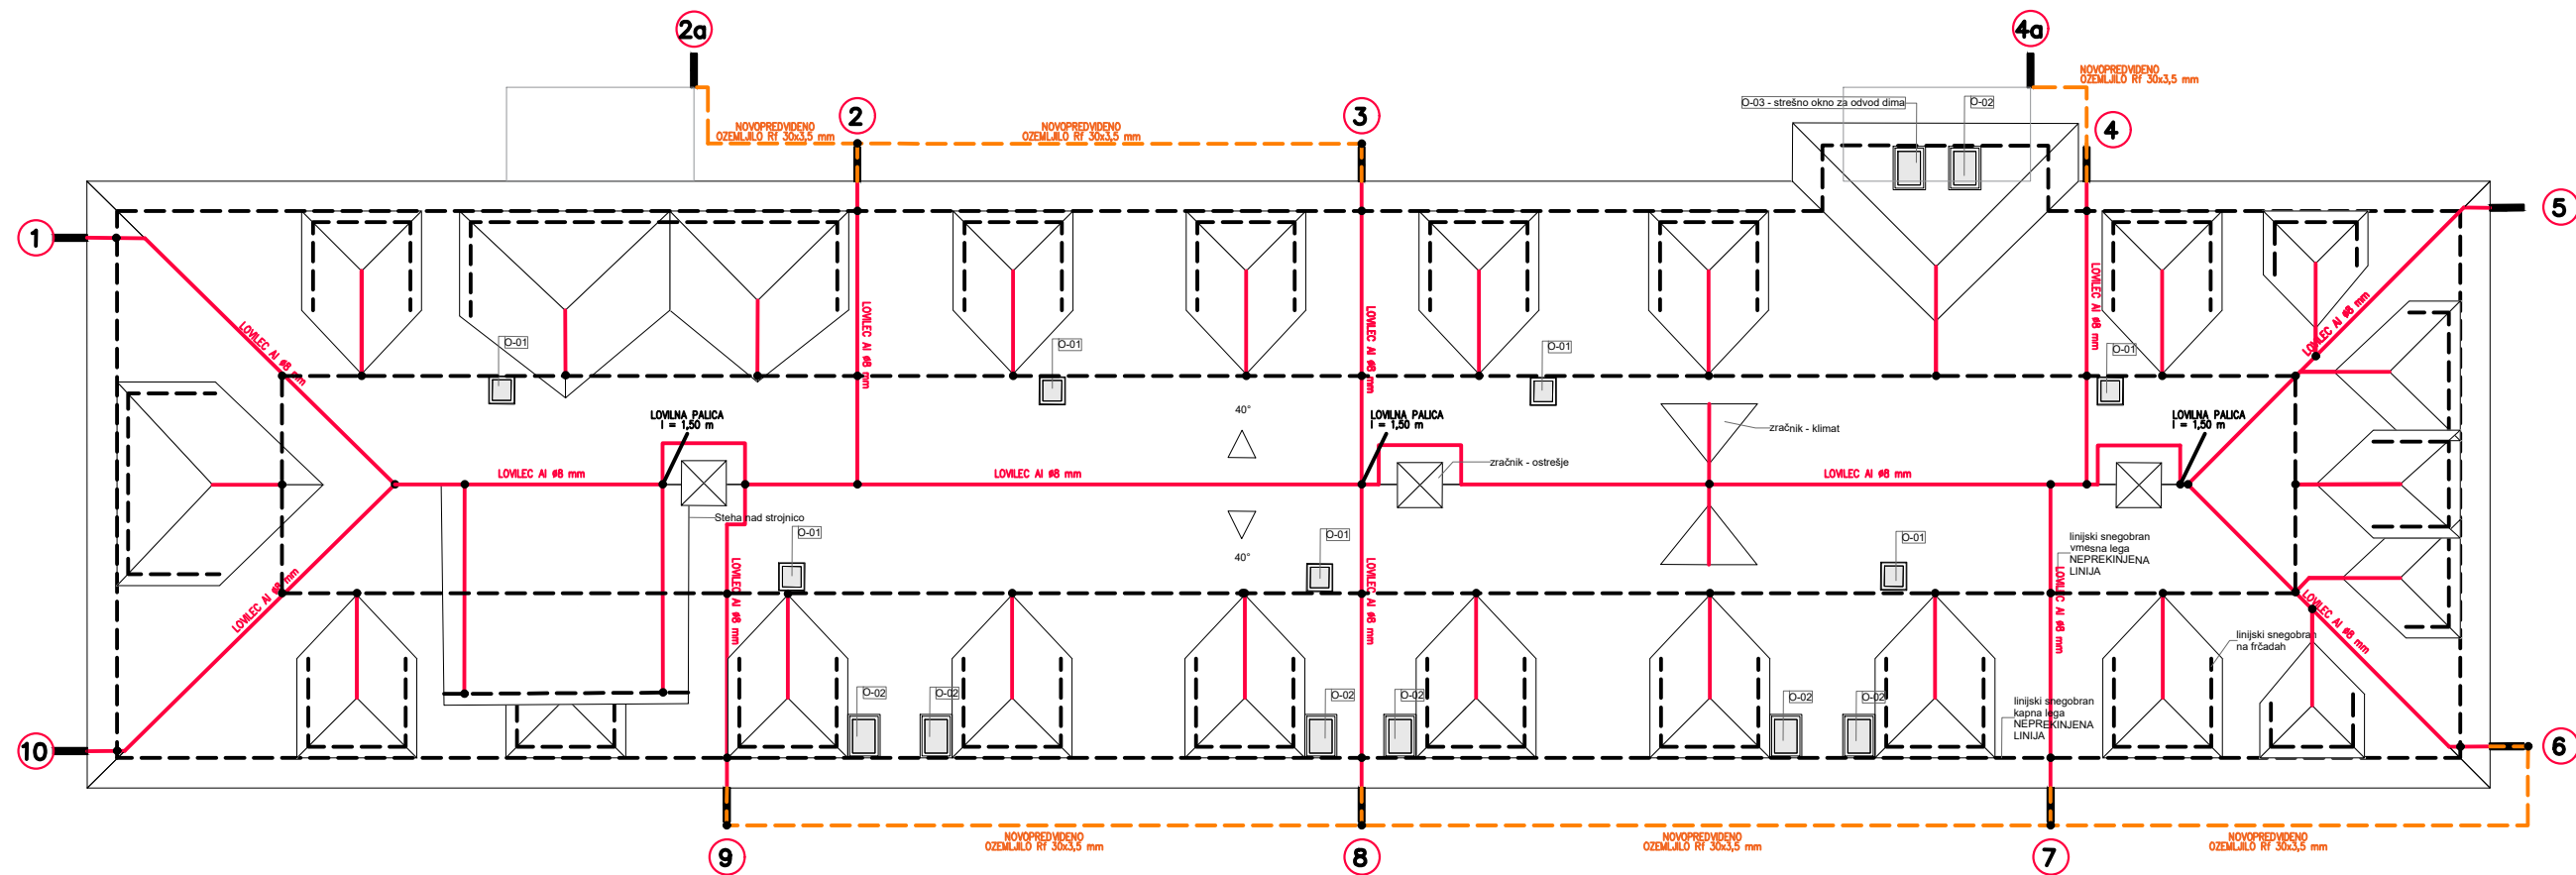 2a
4a
NOVOPREDVIDENO
OZEMLJILO Rf 30x3,5 mm
O-03 - strešno okno za odvod dima
O-02
2
3
4
NOVOPREDVIDENO
OZEMLJILO Rf 30x3,5 mm
NOVOPREDVIDENO
OZEMLJILO Rf 30x3,5 mm
1
5
LOVILEC Al ø8 mm
LOVILEC Al ø8 mm
LOVILEC Al ø8 mm
LOVILEC Al ø8 mm
LOVILEC Al ø8 mm
O-01
O-01
O-01
O-01
LOVILNA PALICA
l = 1,50 m
40°
LOVILNA PALICA
l = 1,50 m
zračnik - klimat
LOVILNA PALICA
l = 1,50 m
zračnik - ostrešje
LOVILEC Al ø8 mm
LOVILEC Al ø8 mm
LOVILEC Al ø8 mm
Steha nad strojnico
O-01
40°
O-01
O-01
linijski snegobran
vmesna lega
NEPREKINJENA
LINIJA
LOVILEC Al ø8 mm
LOVILEC Al ø8 mm
LOVILEC Al ø8 mm
LOVILEC Al ø8 mm
LOVILEC Al ø8 mm
linijski snegobran
na frčadah
O-02
O-02
O-02
O-02
O-02
O-02
linijski snegobran
kapna lega
NEPREKINJENA
LINIJA
10
6
NOVOPREDVIDENO
OZEMLJILO Rf 30x3,5 mm
NOVOPREDVIDENO
OZEMLJILO Rf 30x3,5 mm
NOVOPREDVIDENO
OZEMLJILO Rf 30x3,5 mm
9
8
7